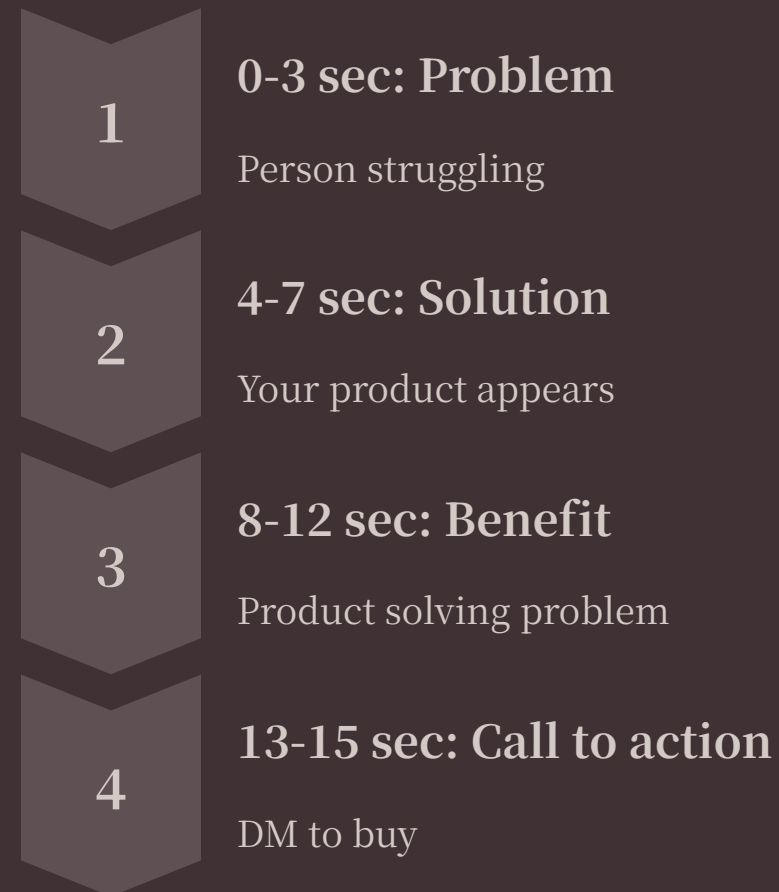 1
0-3 sec: Problem
Person struggling
2
4-7 sec: Solution
Your product appears
3
8-12 sec: Benefit
Product solving problem
4
13-15 sec: Call to action
DM to buy